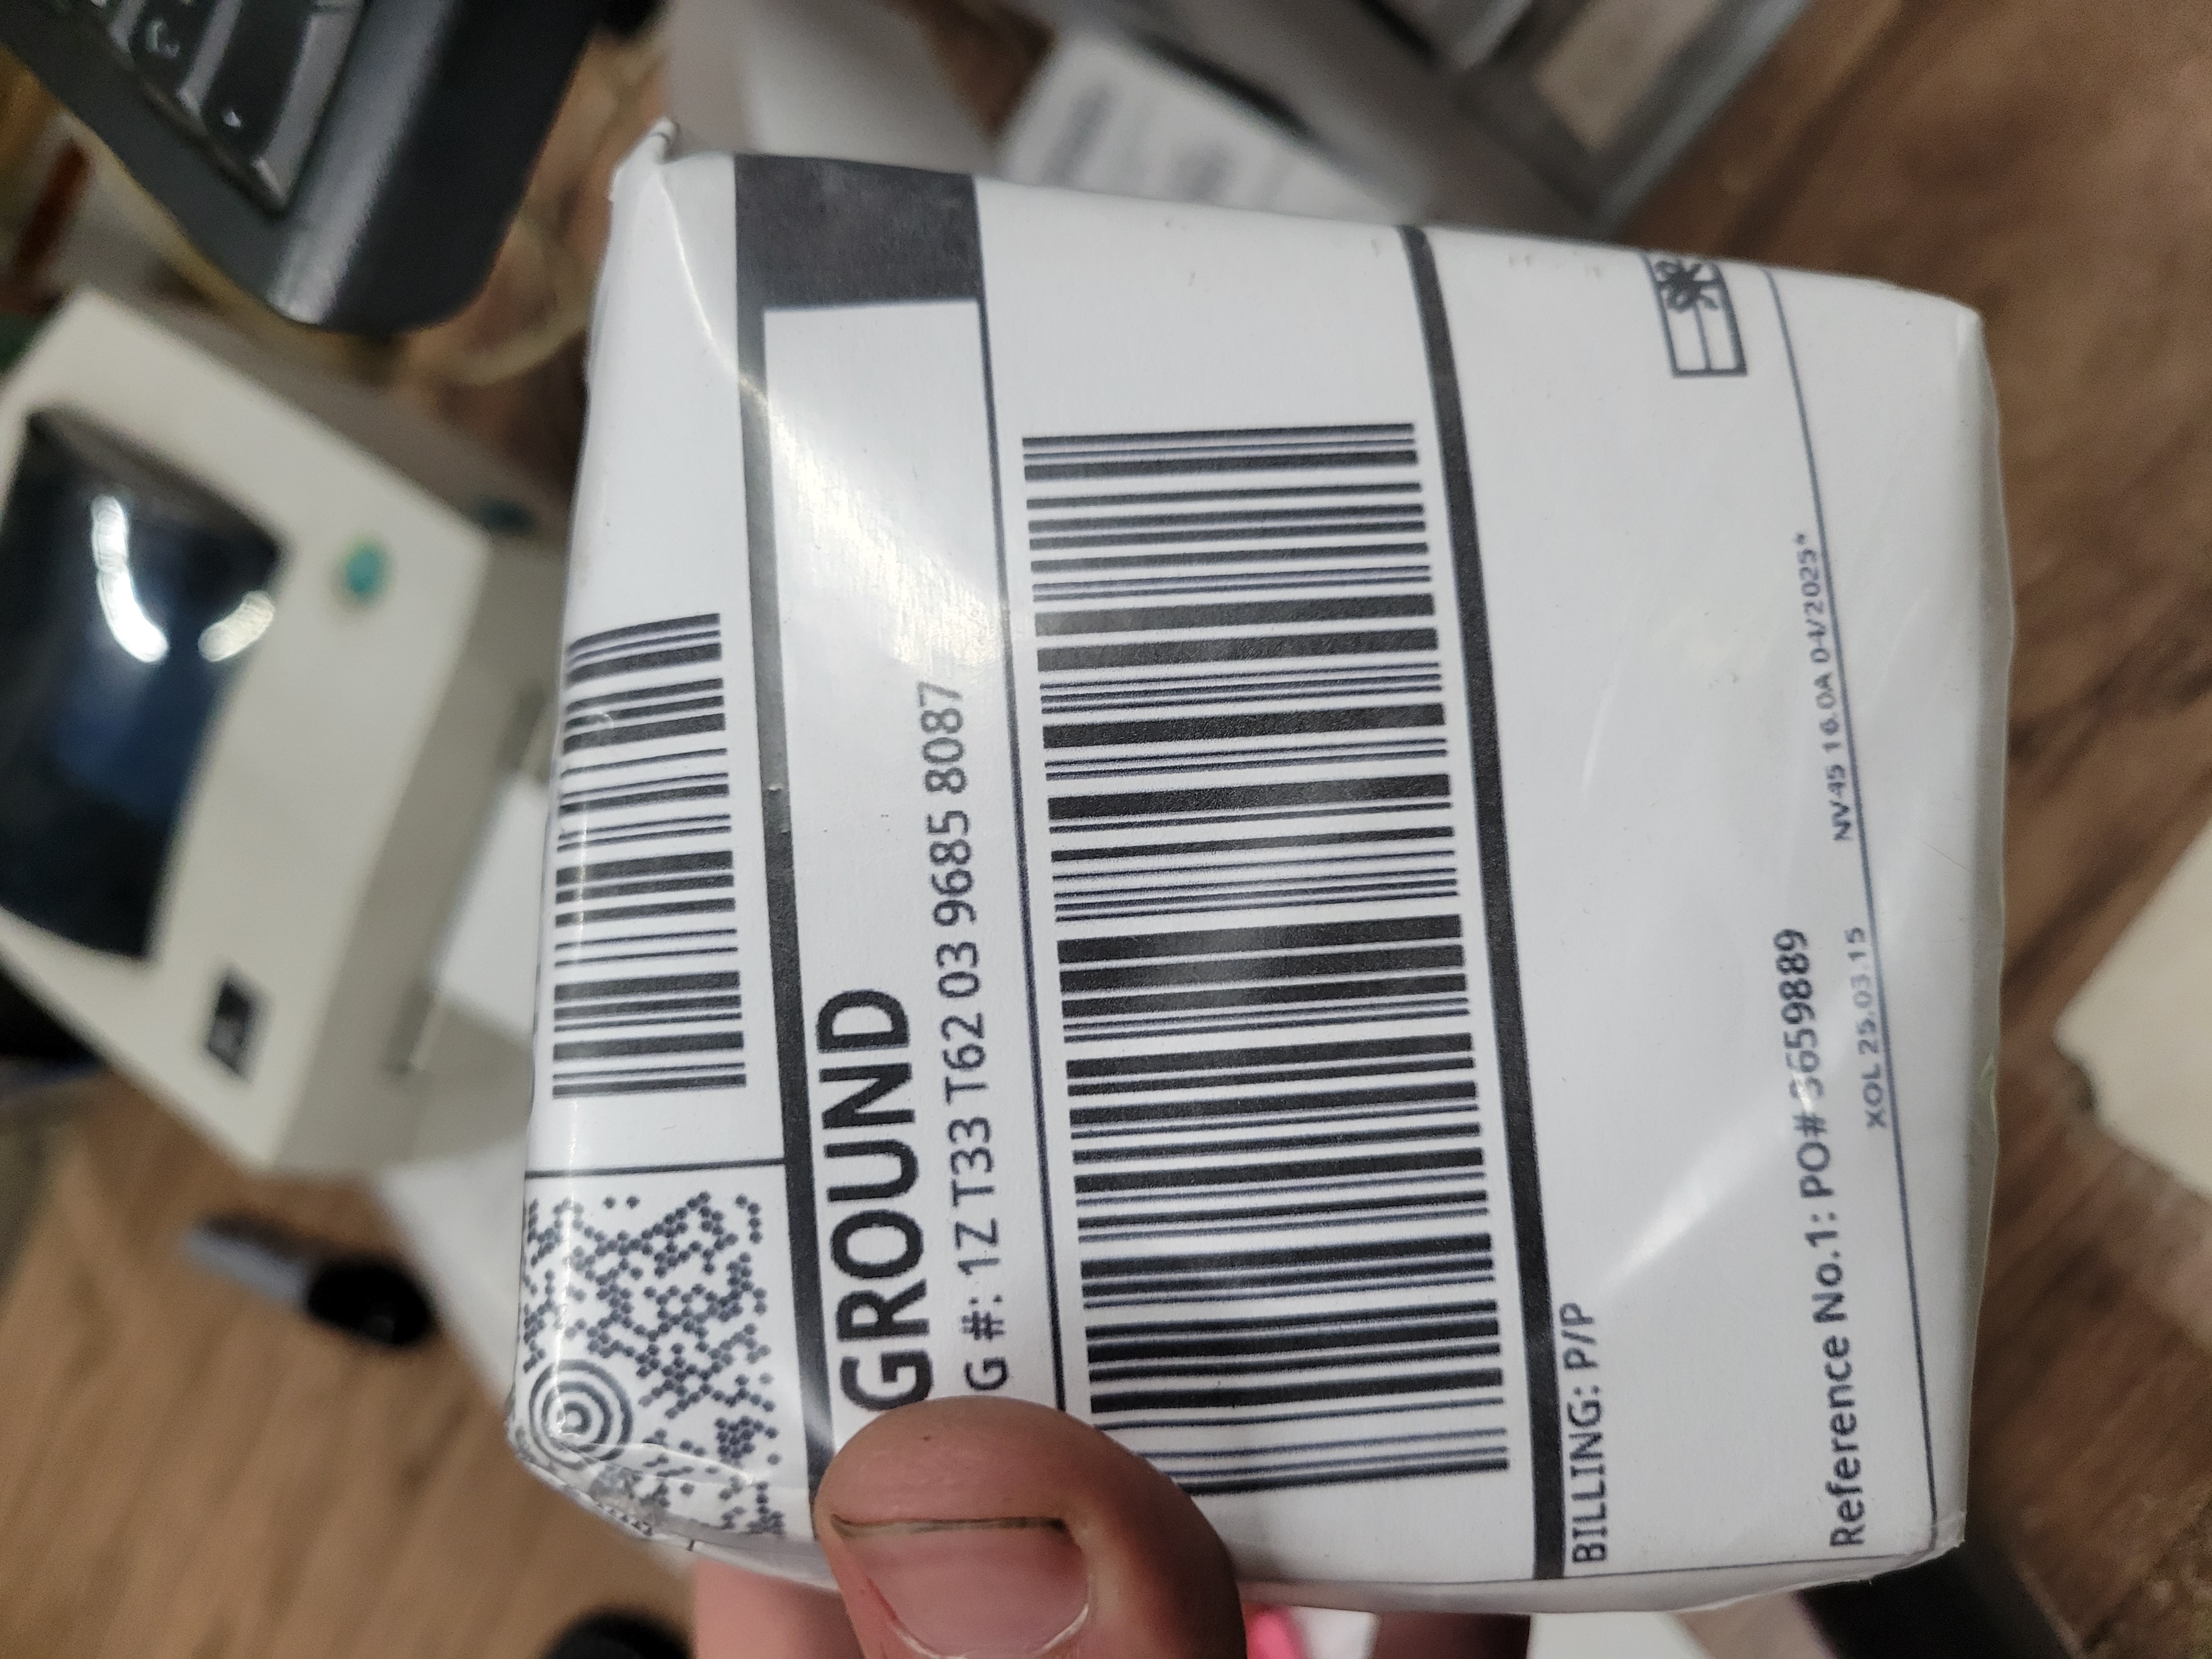 GROUND
G #: 1Z T33 T62 03 9685 8087
BILLING: P/P
Reference No.1: PO# 3659889
XOL 25.03.15 NV45 16.0A 04/2025*